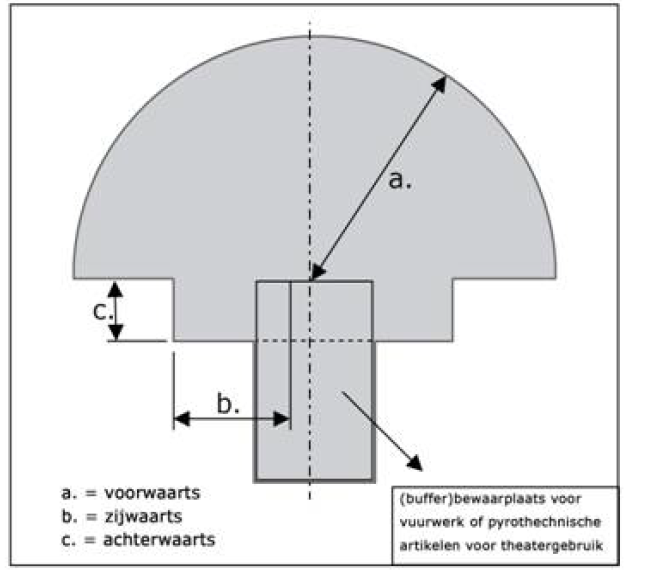 a.
c.
b.
a. = voorwaarts
b. = zijwaarts
c. = achterwaarts
(buffer)bewaarplaats voor
vuurwerk of pyrothechnische
artikelen voor theatergebruik